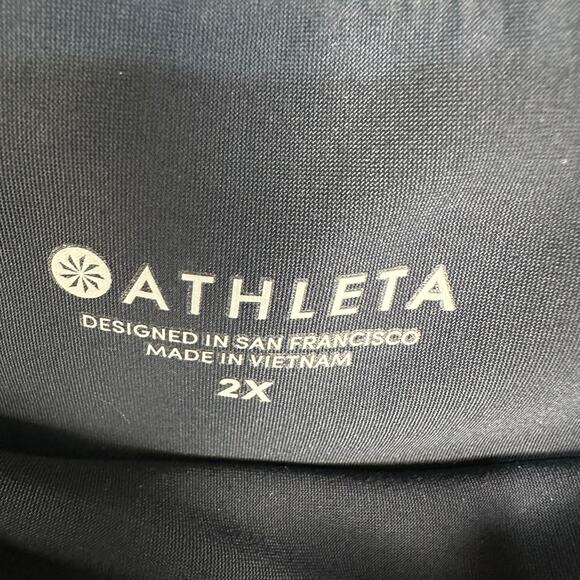 ATHLETA
DESIGNED IN SAN FRANCISCO
MADE IN VIETNAM
2X